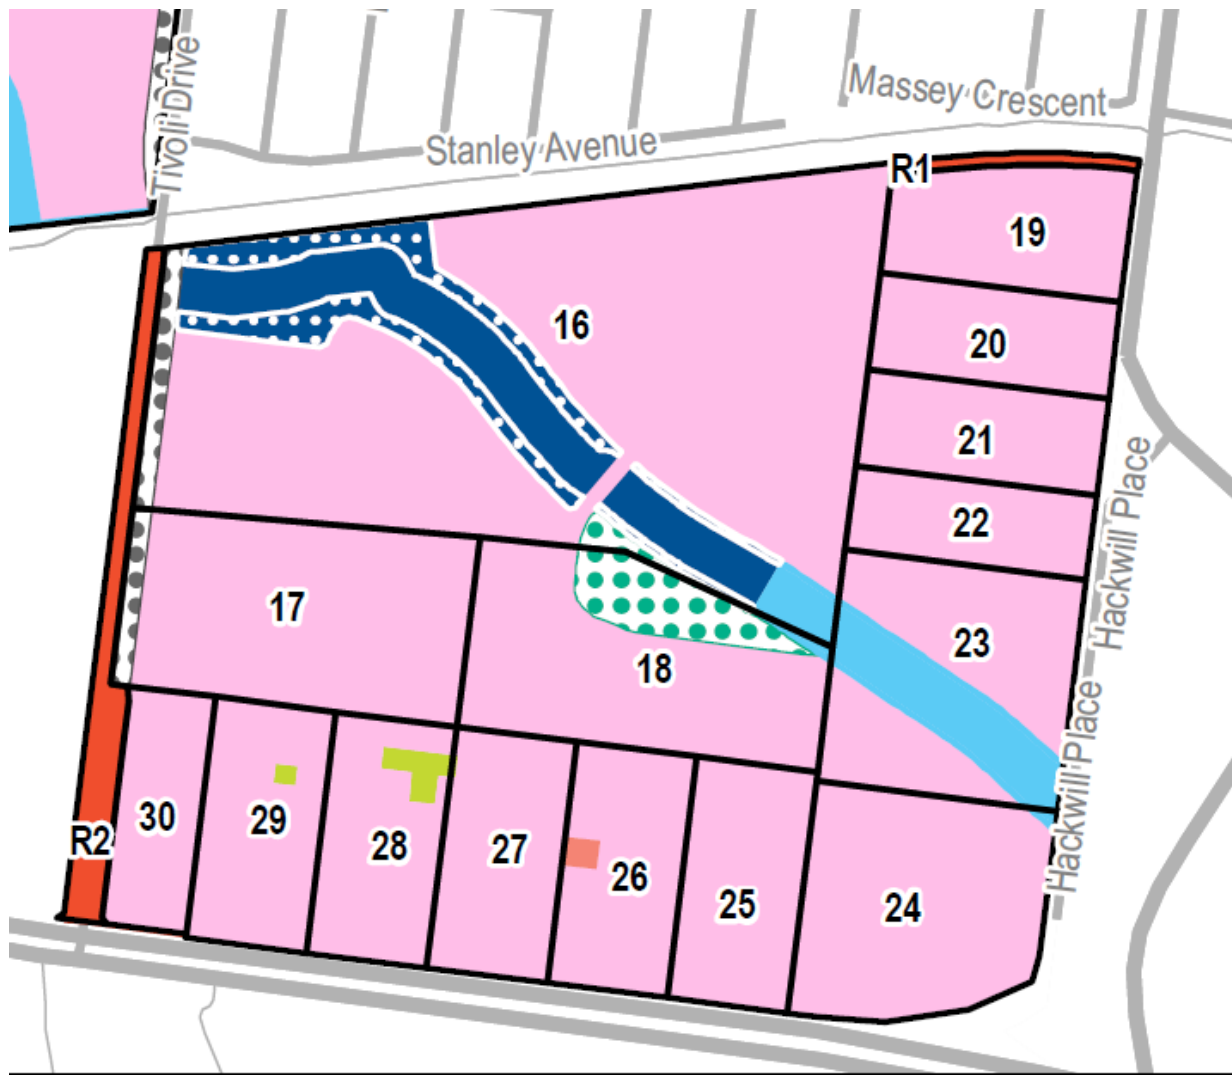 Tivoli Drive
Massey Crescent
Stanley Avenue
R1
19
16
20
21
22
Hackwill Place
17
23
18
Hackwill Place
30
29
28
27
26
25
24
R2